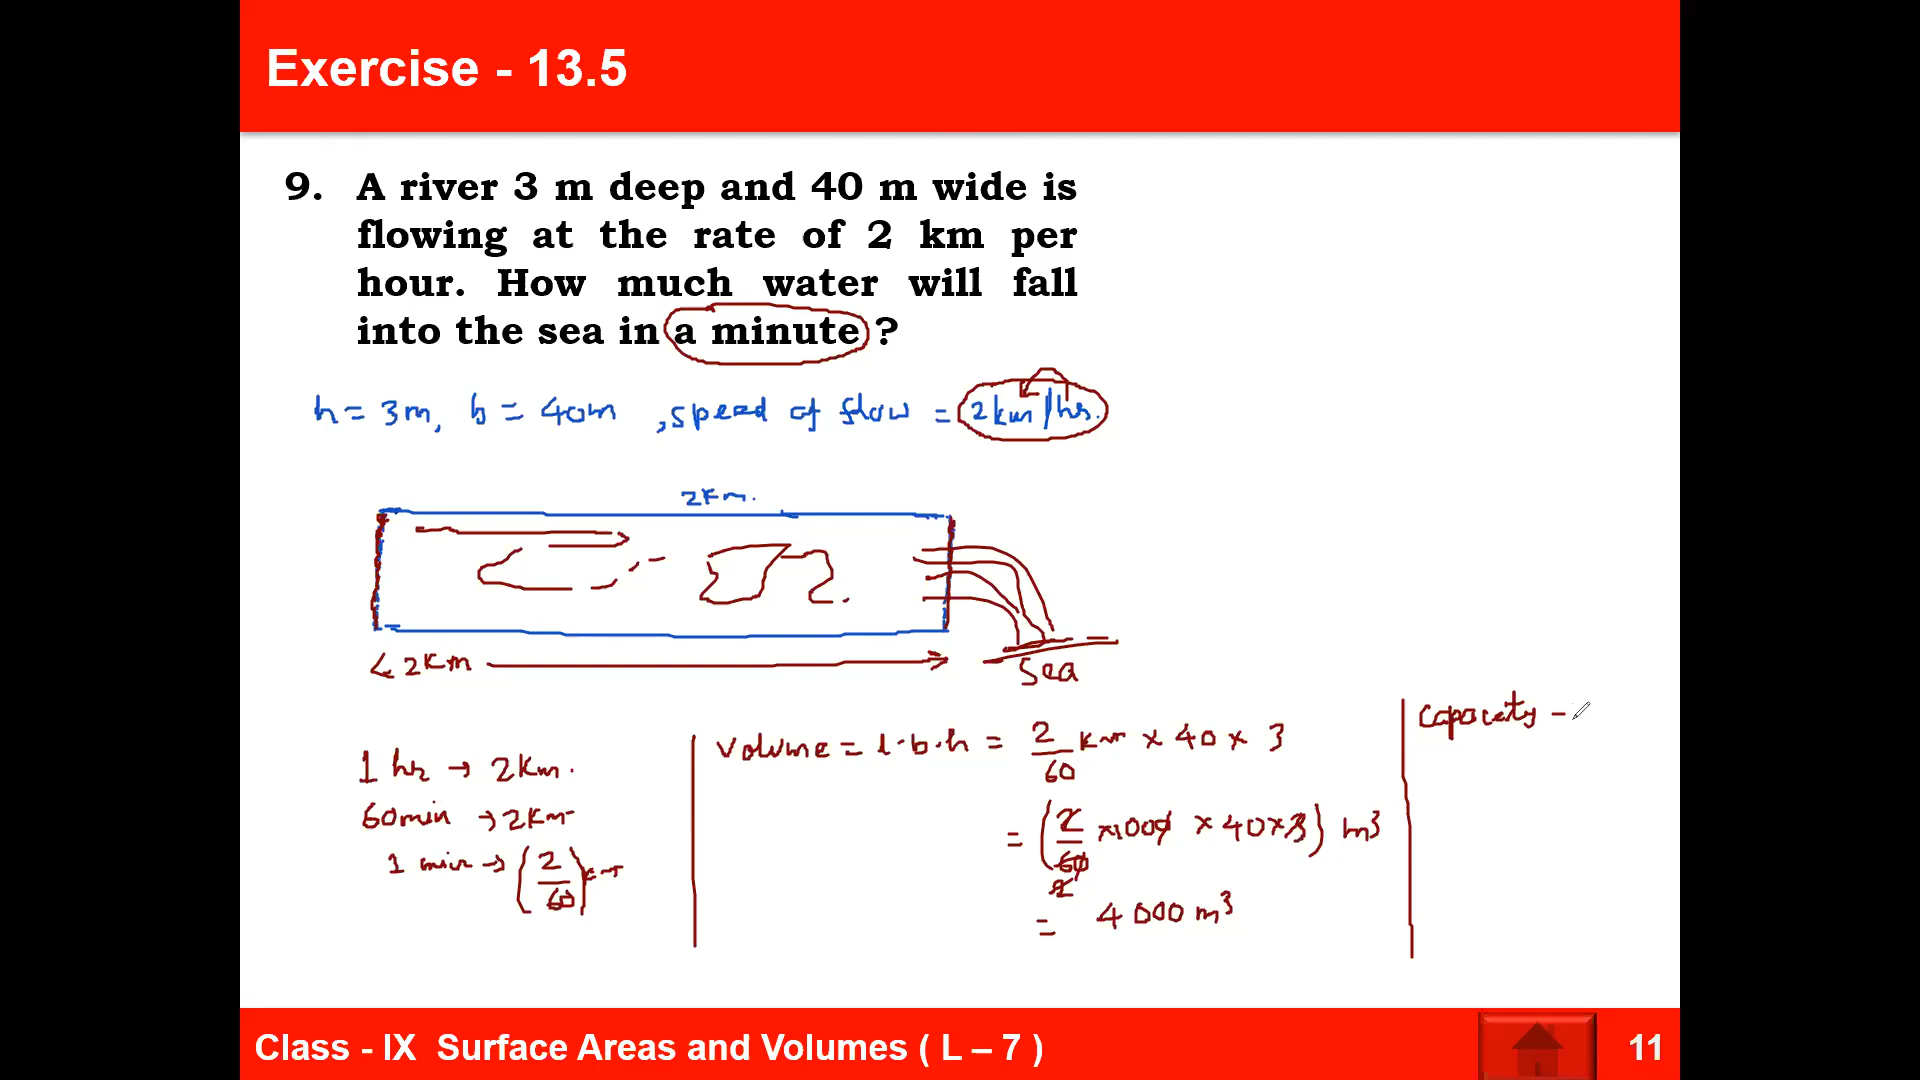 Exercise - 13.5
9. A river 3 m deep and 40 m wide is
flowing at the rate of 2 km per
hour. How much water will fall
into the sea in a minute ?
h = 3m, b = 40m , speed of flow = 2km/hr.
2Km.
< 2Km
Sea
1 hr → 2Km.
60min → 2Km
1 min → (2/60) km
Volume = l·b·h = 2/60 km × 40 × 3
= (2/60 ×1000 × 40×3) m³
2
= 4000 m³
Capacity -
Class - IX Surface Areas and Volumes ( L – 7 )
11